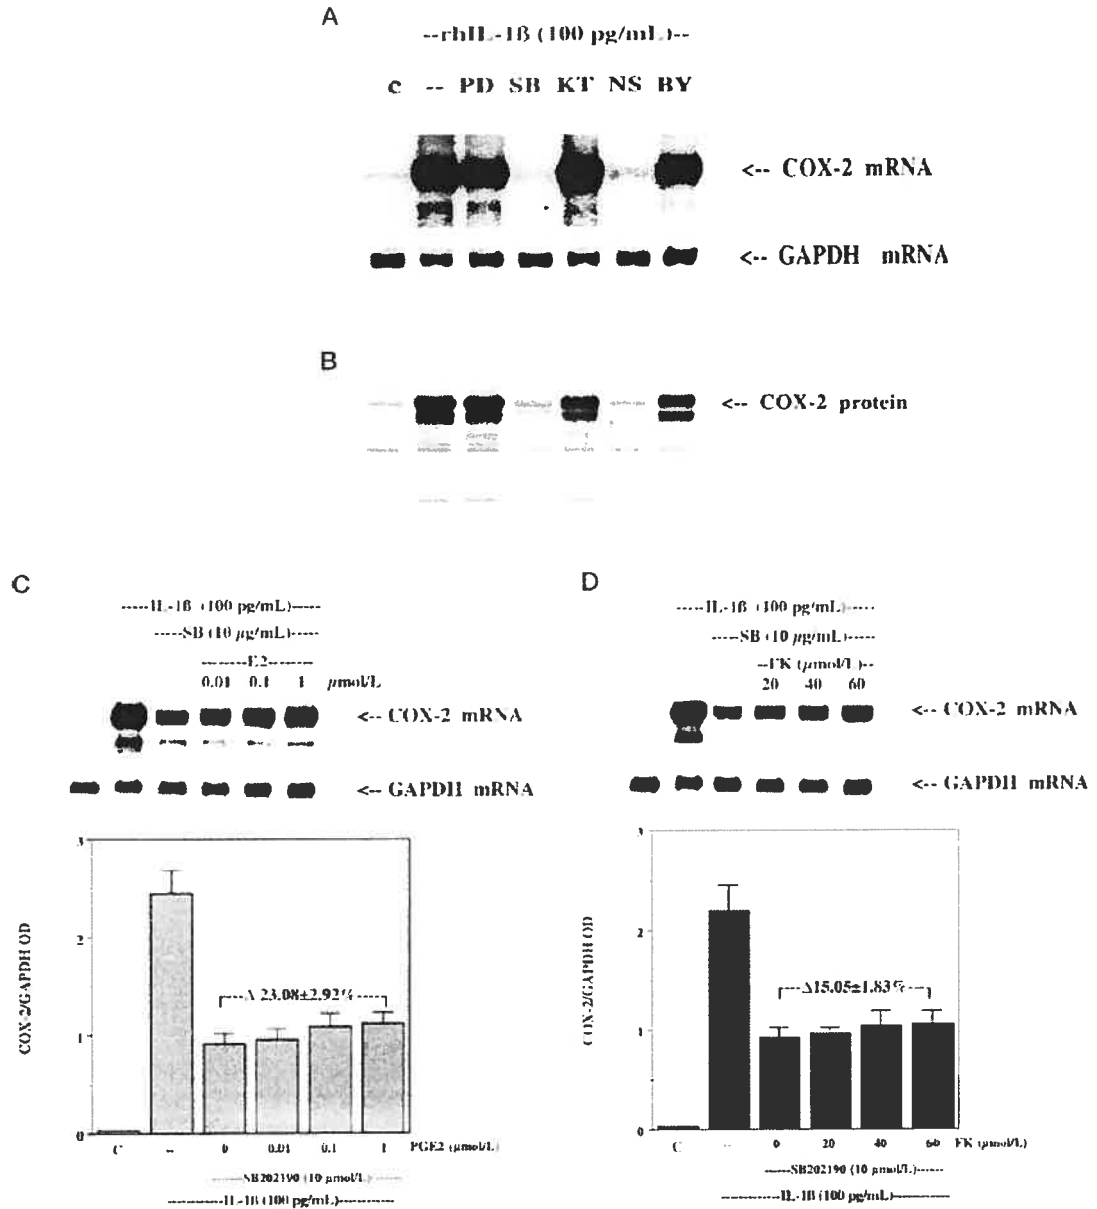 A
--rhIL-1ß (100 pg/mL)--
C -- PD SB KT NS BY
<-- COX-2 mRNA
<-- GAPDH mRNA
B
<-- COX-2 protein
C
-----IL-1ß (100 pg/mL)-----
-----SB (10 µg/mL)-----
--------E2--------
0.01 0.1 1 µmol/L
<-- COX-2 mRNA
<-- GAPDH mRNA
3
2
1
0
COX-2/GAPDH OD
Δ 23.08±2.92%
C -- 0 0.01 0.1 1 PGE2 (µmol/L)
-----SB202190 (10 µmol/L)-----
----------IL-1ß (100 pg/mL)----------
D
-----IL-1ß (100 pg/mL)-----
-----SB (10 µg/mL)-----
--FK (µmol/L)--
20 40 60
<-- COX-2 mRNA
<-- GAPDH mRNA
3
2
1
0
COX-2/GAPDH OD
Δ15.05±1.83%
C -- 0 20 40 60 FK (µmol/L)
-----SB202190 (10 µmol/L)-----
----------IL-1ß (100 pg/mL)----------